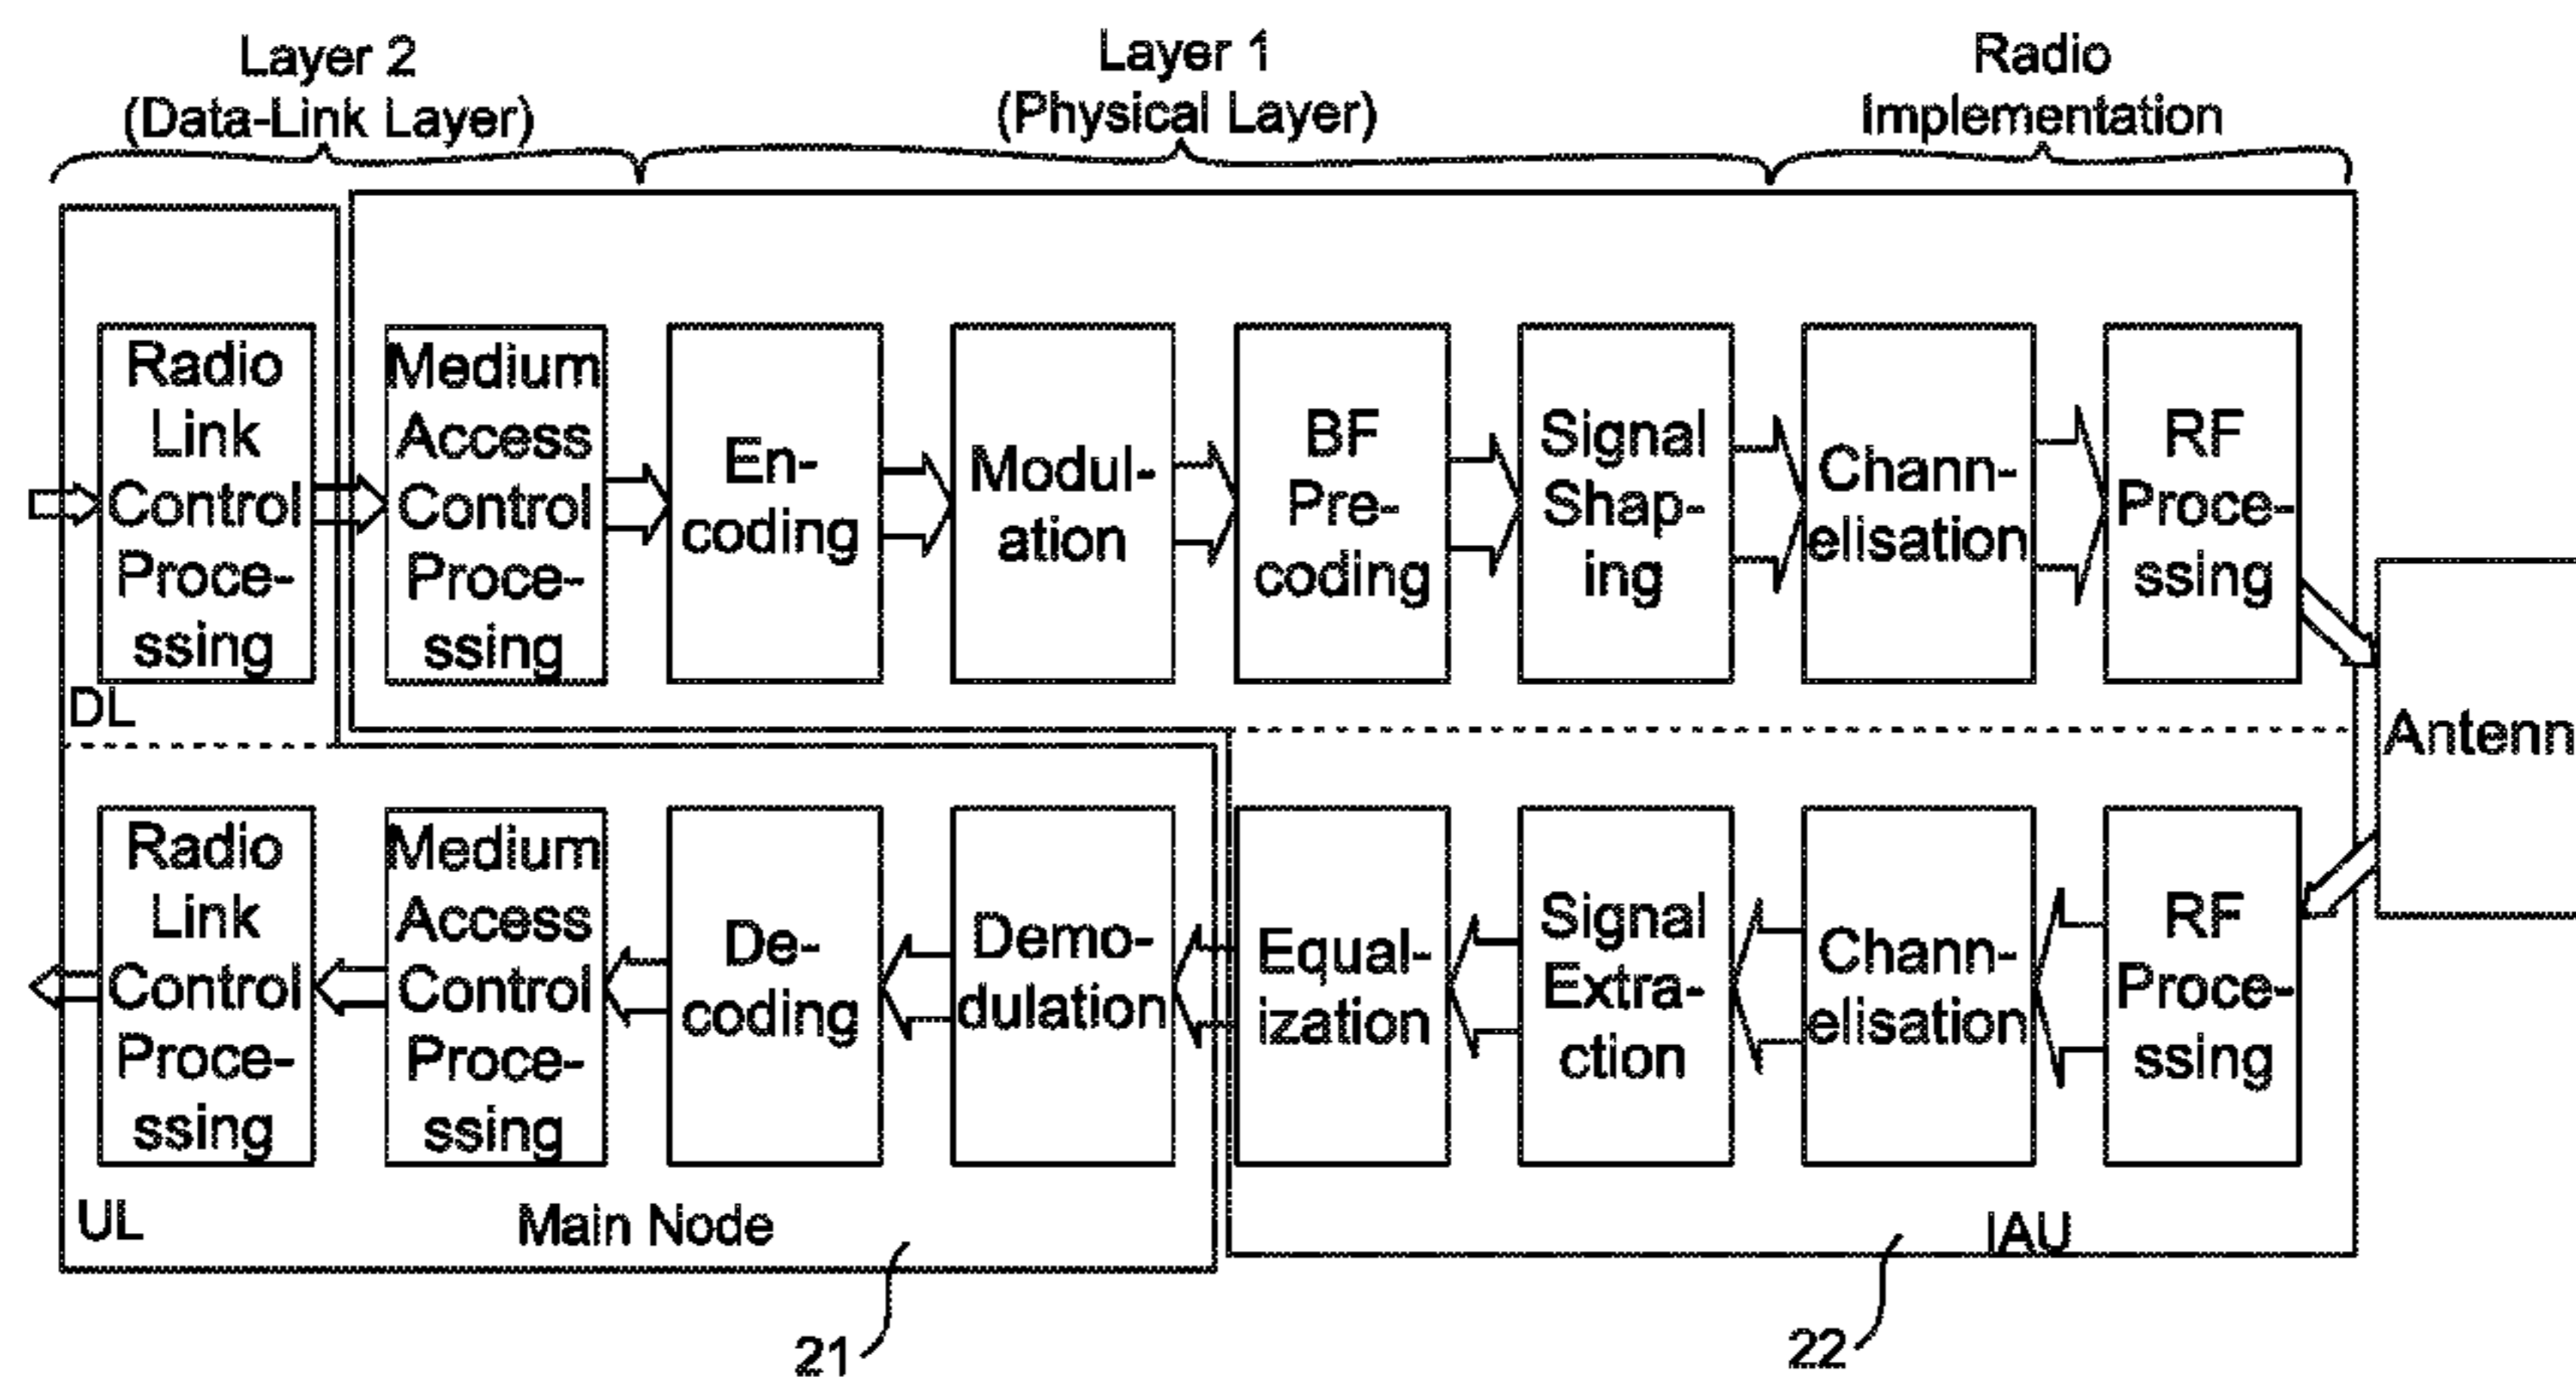 Layer 2
(Data-Link Layer)
Layer 1
(Physical Layer)
Radio
Implementation
Radio
Link
Control
Proce-
ssing
Medium
Access
Control
Proce-
ssing
En-
coding
Modul-
ation
BF
Pre-
coding
Signal
Shap-
ing
Chann-
elisation
RF
Proce-
ssing
DL
Antenn
Radio
Link
Control
Proce-
ssing
Medium
Access
Control
Proce-
ssing
De-
coding
Demo-
dulation
Equal-
ization
Signal
Extra-
ction
Chann-
elisation
RF
Proce-
ssing
UL
Main Node
IAU
21
22